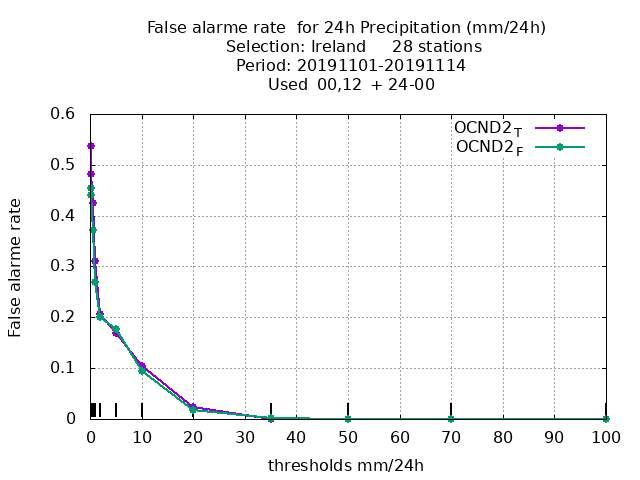 False alarme rate  for 24h Precipitation (mm/24h)
Selection: Ireland     28 stations
Period: 20191101-20191114
Used  00,12  + 24-00
OCND2T
OCND2F
False alarme rate
0.6
0.5
0.4
0.3
0.2
0.1
0
0 10 20 30 40 50 60 70 80 90 100
thresholds mm/24h